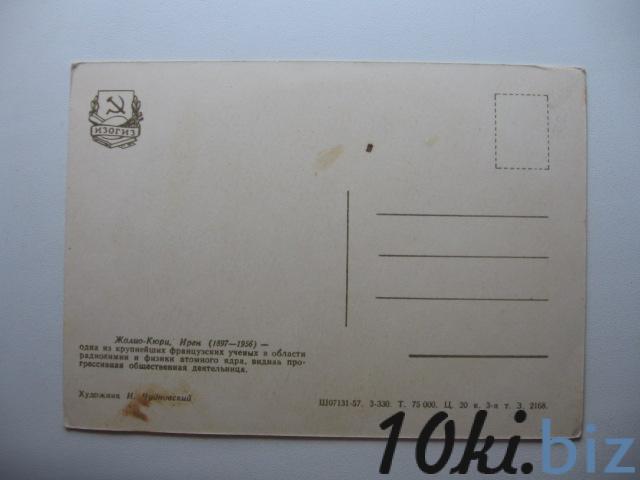 ИЗОГИЗ
Жолио-Кюри, Ирен (1897—1956) —
одна из крупнейших французских ученых в области
радиохимии и физики атомного ядра, видная про-
грессивная общественная деятельница.
Художник И. Чудновский
Ш07131-57. 3-330. Т. 75 000. Ц. 20 к. 3-я т. З. 2168.
10ki.biz